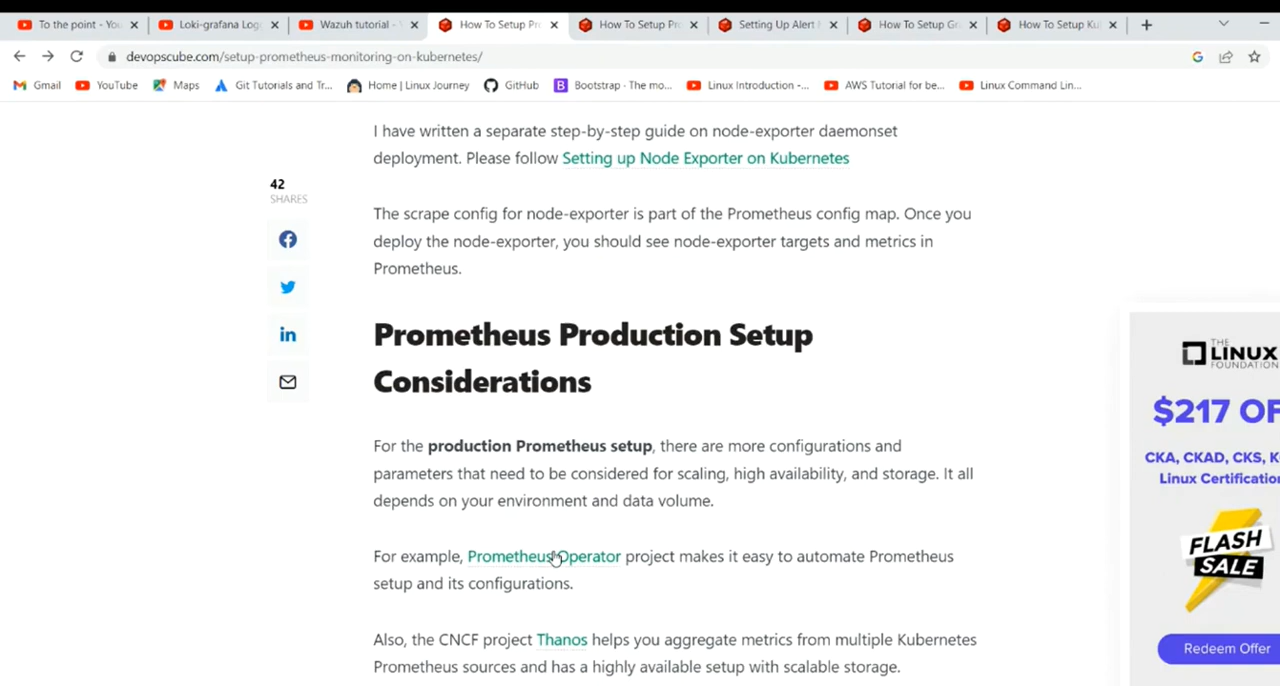 To the point - You
Loki-grafana Log
Wazuh tutorial -
How To Setup Pro
How To Setup Pro
Setting Up Alert
How To Setup Gr
How To Setup Ku
devopscube.com/setup-prometheus-monitoring-on-kubernetes/
Gmail
YouTube
Maps
Git Tutorials and Tr...
Home | Linux Journey
GitHub
Bootstrap · The mo...
Linux Introduction -...
AWS Tutorial for be...
Linux Command Lin...
I have written a separate step-by-step guide on node-exporter daemonset
deployment. Please follow Setting up Node Exporter on Kubernetes
42
SHARES
The scrape config for node-exporter is part of the Prometheus config map. Once you
deploy the node-exporter, you should see node-exporter targets and metrics in
Prometheus.
Prometheus Production Setup
Considerations
For the production Prometheus setup, there are more configurations and
parameters that need to be considered for scaling, high availability, and storage. It all
depends on your environment and data volume.
For example, Prometheus Operator project makes it easy to automate Prometheus
setup and its configurations.
Also, the CNCF project Thanos helps you aggregate metrics from multiple Kubernetes
Prometheus sources and has a highly available setup with scalable storage.
THE
LINUX
FOUNDATION
$217 OF
CKA, CKAD, CKS, K
Linux Certification
FLASH
SALE
Redeem Offer